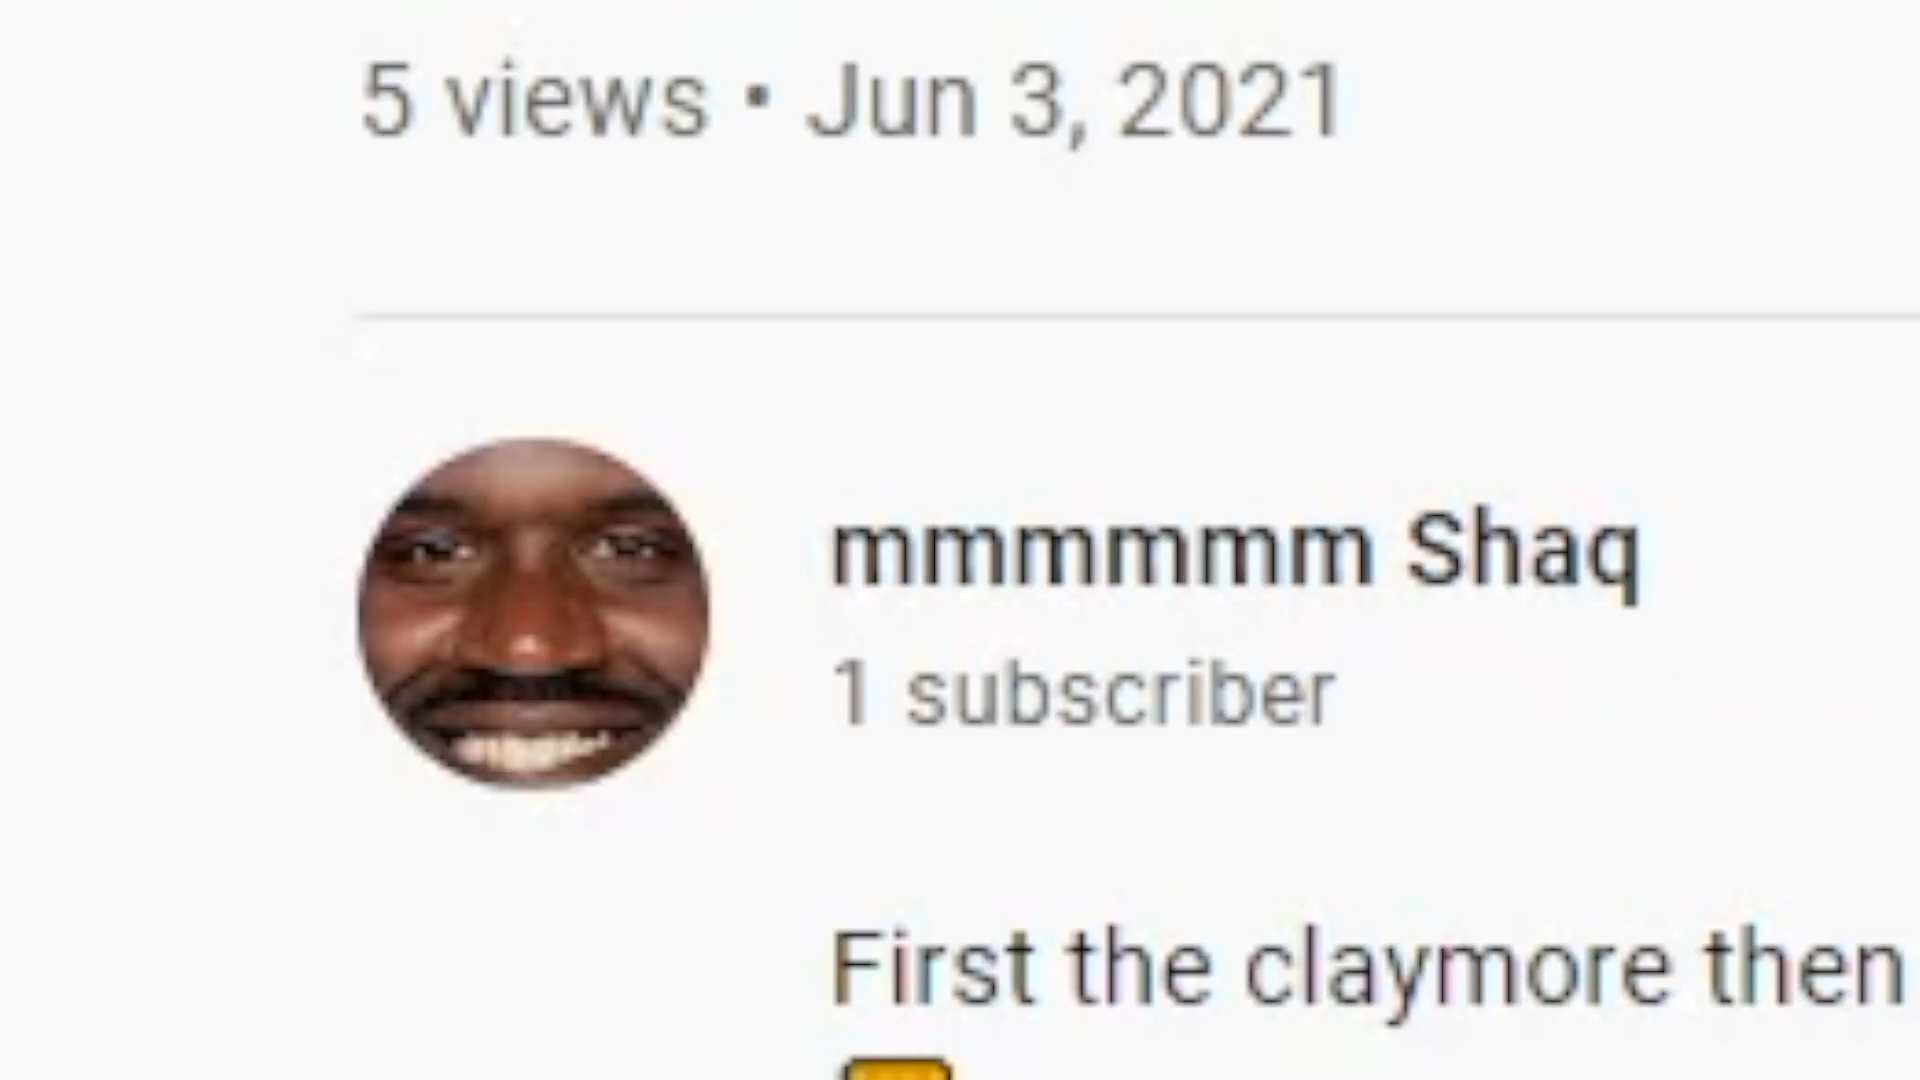 5 views • Jun 3, 2021
mmmmmm Shaq
1 subscriber
First the claymore then